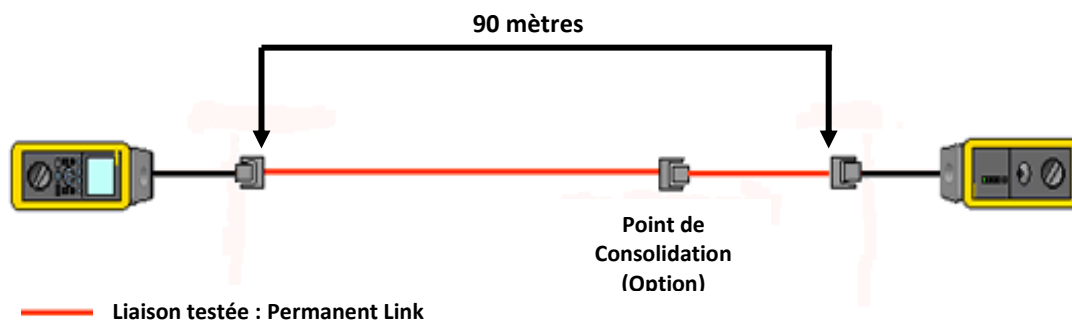 90 mètres
Point de
Consolidation
(Option)
Liaison testée : Permanent Link